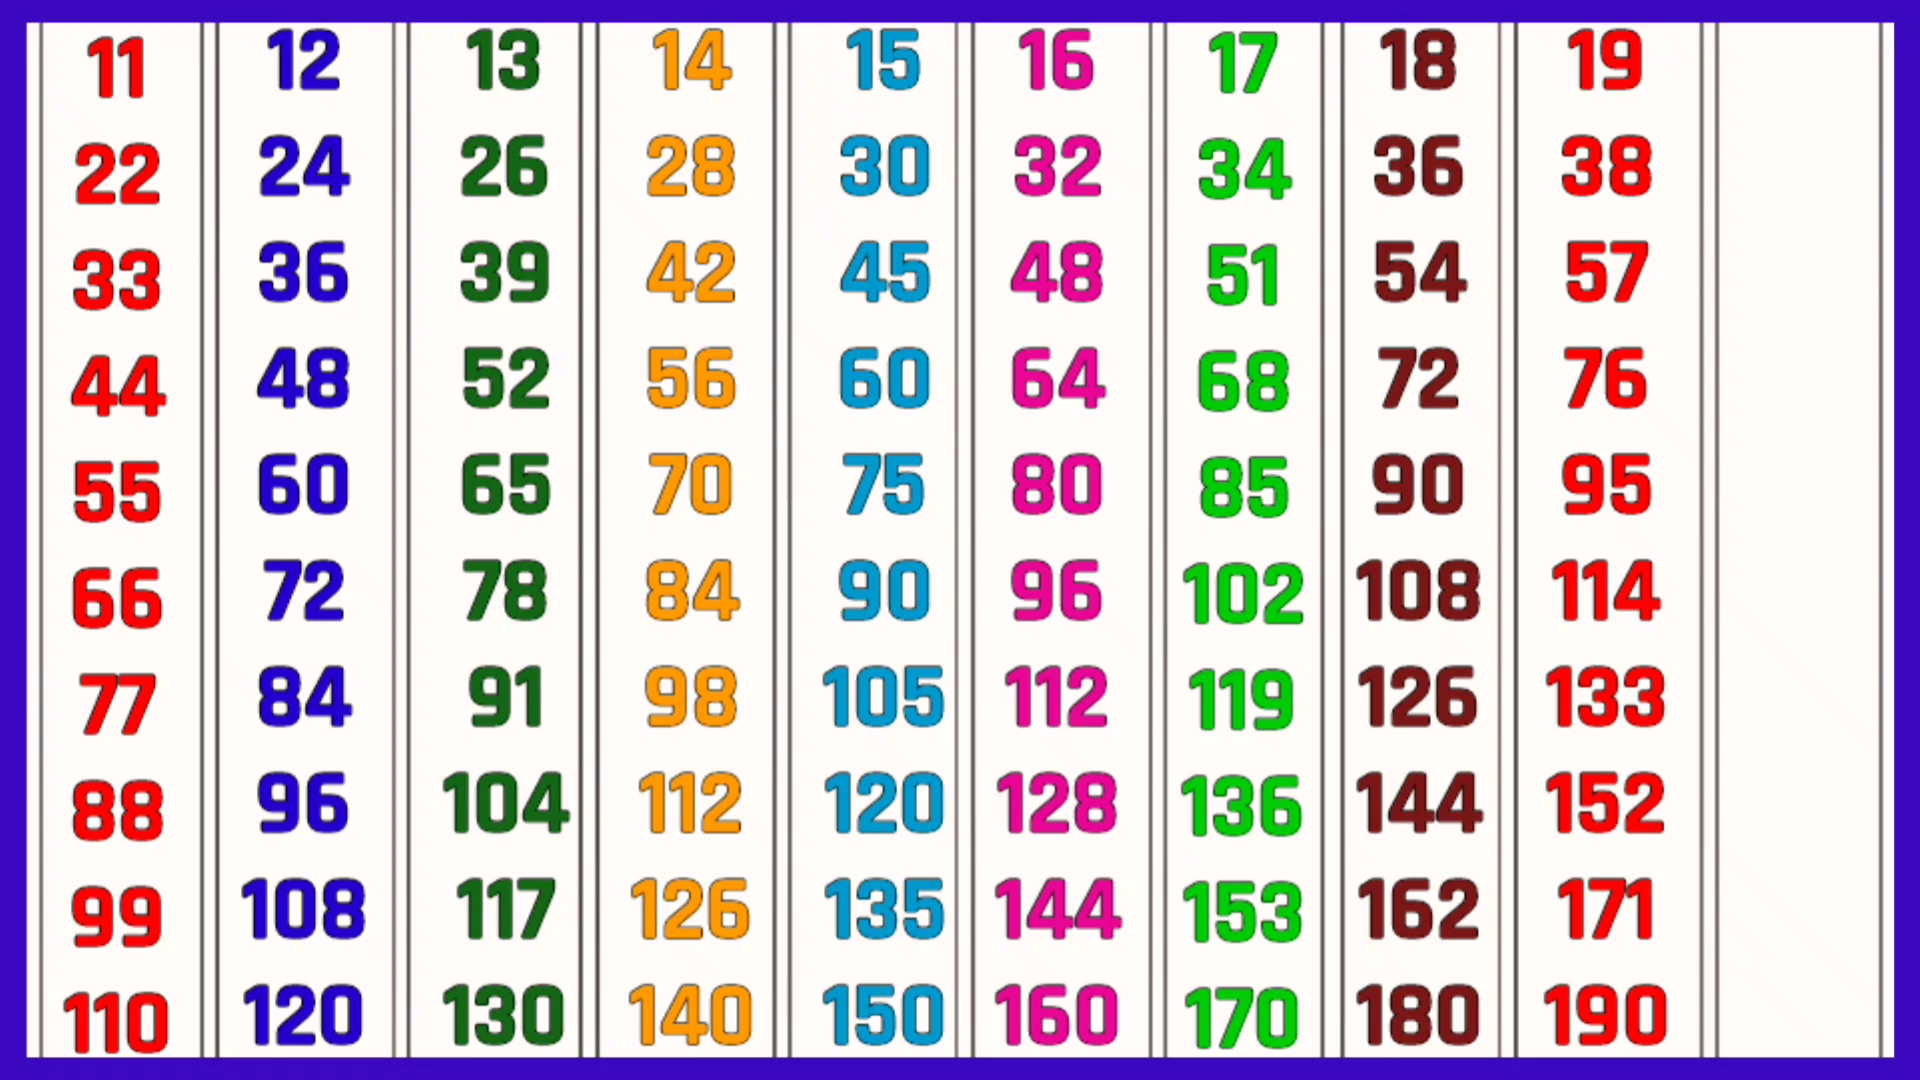 11 12 13 14 15 16 17 18 19
22 24 26 28 30 32 34 36 38
33 36 39 42 45 48 51 54 57
44 48 52 56 60 64 68 72 76
55 60 65 70 75 80 85 90 95
66 72 78 84 90 96 102 108 114
77 84 91 98 105 112 119 126 133
88 96 104 112 120 128 136 144 152
99 108 117 126 135 144 153 162 171
110 120 130 140 150 160 170 180 190